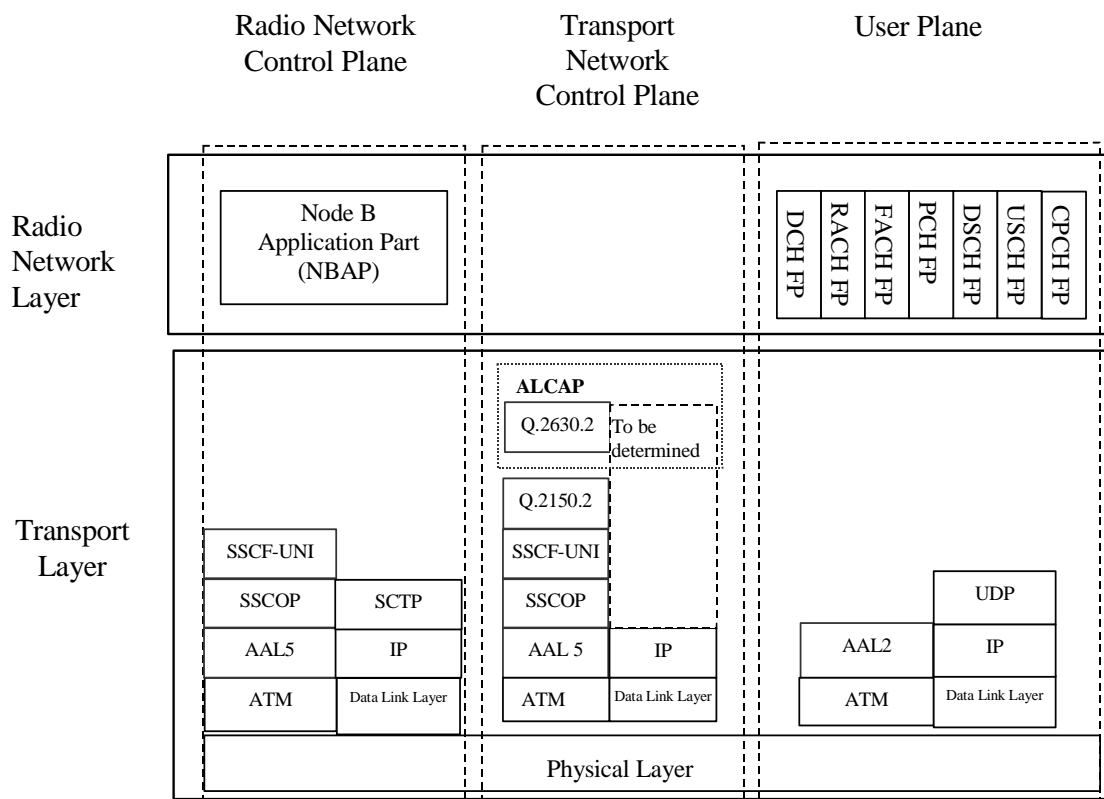 Radio Network
Control Plane
Transport
Network
Control Plane
User Plane
Radio
Network
Layer
Node B
Application Part
(NBAP)
DCH FP
RACH FP
FACH FP
PCH FP
DSCH FP
USCH FP
CPCH FP
Transport
Layer
SSCF-UNI
SSCOP
AAL5
ATM
SCTP
IP
Data Link Layer
ALCAP
Q.2630.2
To be
determined
Q.2150.2
SSCF-UNI
SSCOP
AAL 5
ATM
IP
Data Link Layer
AAL2
ATM
UDP
IP
Data Link Layer
Physical Layer